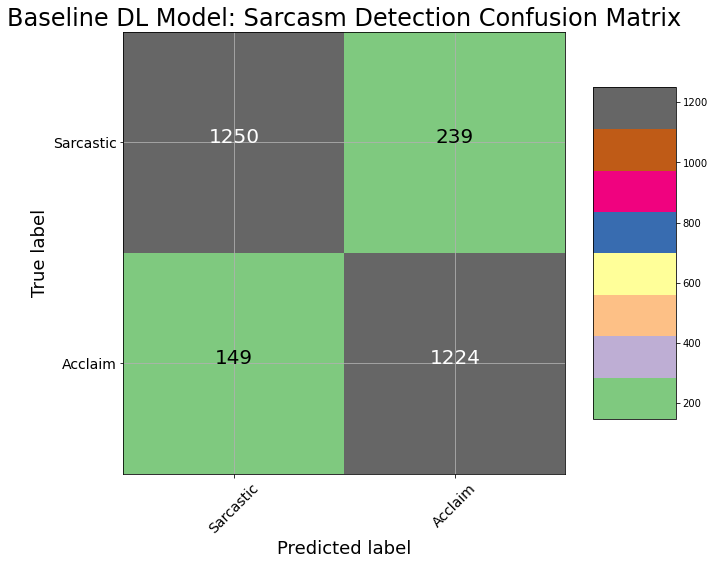 Baseline DL Model: Sarcasm Detection Confusion Matrix
True label
Sarcastic
Acclaim
1250
239
149
1224
Sarcastic
Acclaim
Predicted label
1200
1000
800
600
400
200